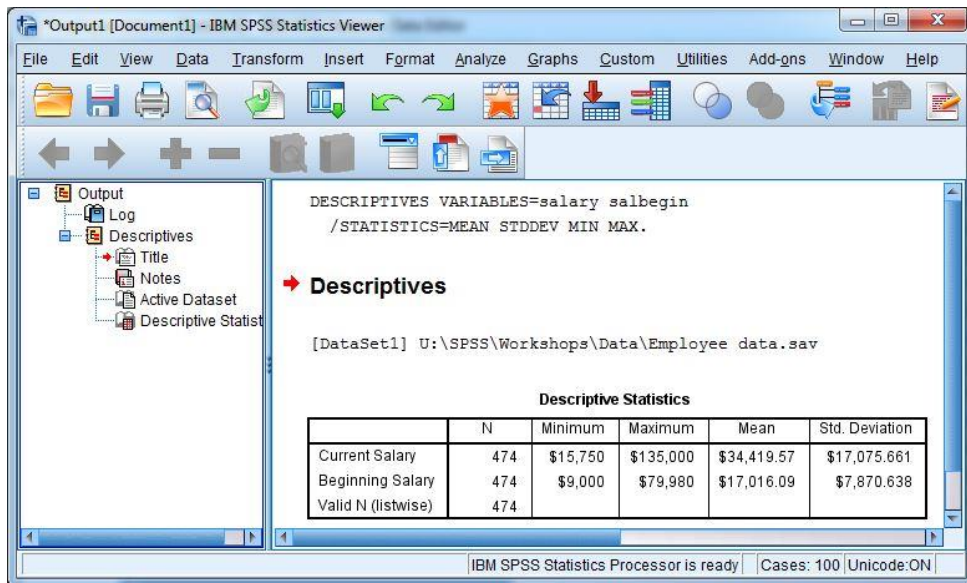 *Output1 [Document1] - IBM SPSS Statistics Viewer
File Edit View Data Transform Insert Format Analyze Graphs Custom Utilities Add-ons Window Help
Output
Log
Descriptives
Title
Notes
Active Dataset
Descriptive Statist
DESCRIPTIVES VARIABLES=salary salbegin
/STATISTICS=MEAN STDDEV MIN MAX.
Descriptives
[DataSet1] U:\SPSS\Workshops\Data\Employee data.sav
Descriptive Statistics
N Minimum Maximum Mean Std. Deviation
Current Salary 474 $15,750 $135,000 $34,419.57 $17,075.661
Beginning Salary 474 $9,000 $79,980 $17,016.09 $7,870.638
Valid N (listwise) 474
IBM SPSS Statistics Processor is ready Cases: 100 Unicode:ON